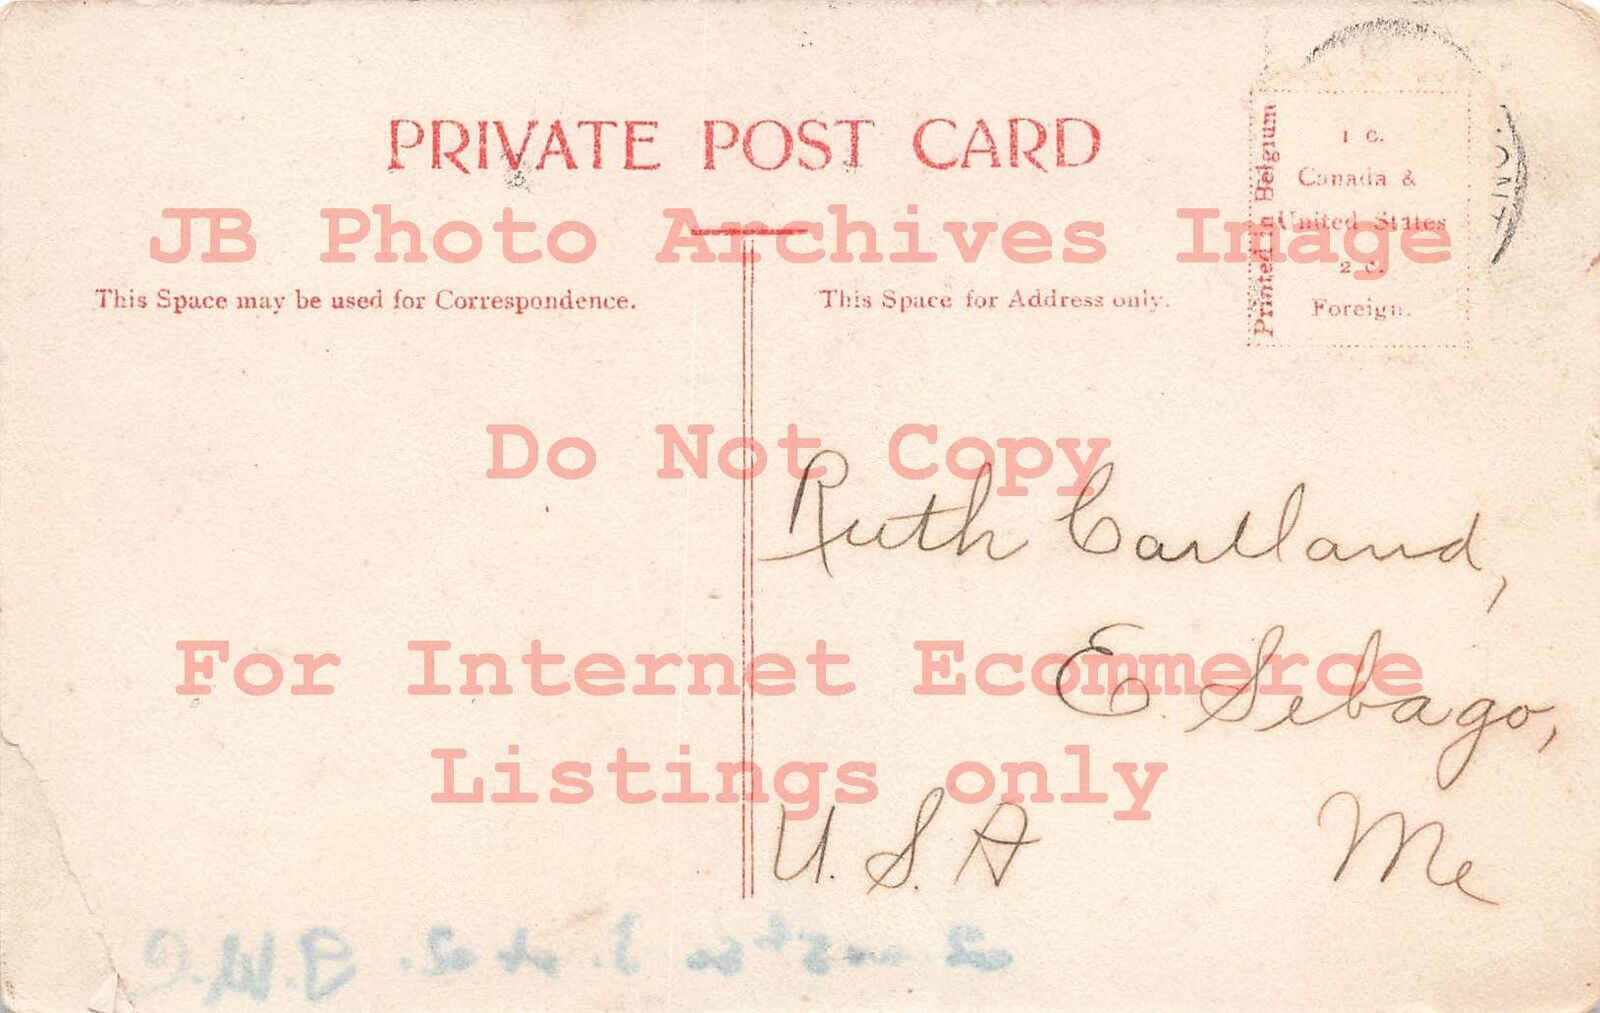 PRIVATE POST CARD
JB Photo Archives Image
This Space may be used for Correspondence.
This Space for Address only.
Printed in Belgium
1 C.
Canada &
United States
2 C.
Foreign.
Do Not Copy
Ruth Cartland,
For Internet Ecommerce
E. Sebago,
Listings only
U.S.A Me